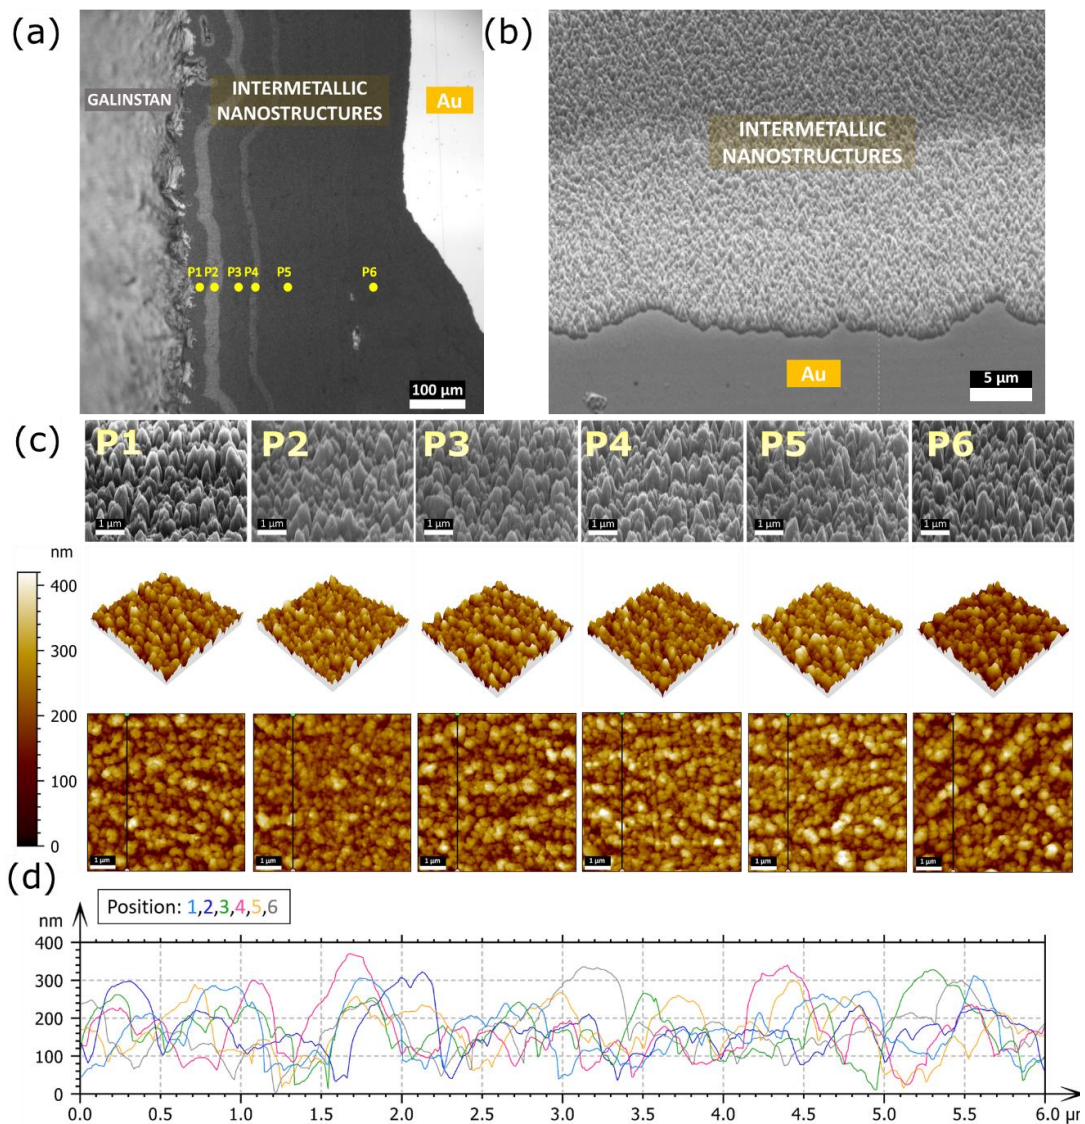 (a)
GALINSTAN
INTERMETALLIC
NANOSTRUCTURES
Au
P1 P2 P3 P4 P5 P6
100 µm
(b)
INTERMETALLIC
NANOSTRUCTURES
Au
5 µm
(c)
P1 P2 P3 P4 P5 P6
1 µm 1 µm 1 µm 1 µm 1 µm 1 µm
nm
400
300
200
100
0
1 µm 1 µm 1 µm 1 µm 1 µm 1 µm
(d)
Position: 1,2,3,4,5,6
nm
400
300
200
100
0
0.0 0.5 1.0 1.5 2.0 2.5 3.0 3.5 4.0 4.5 5.0 5.5 6.0 µm